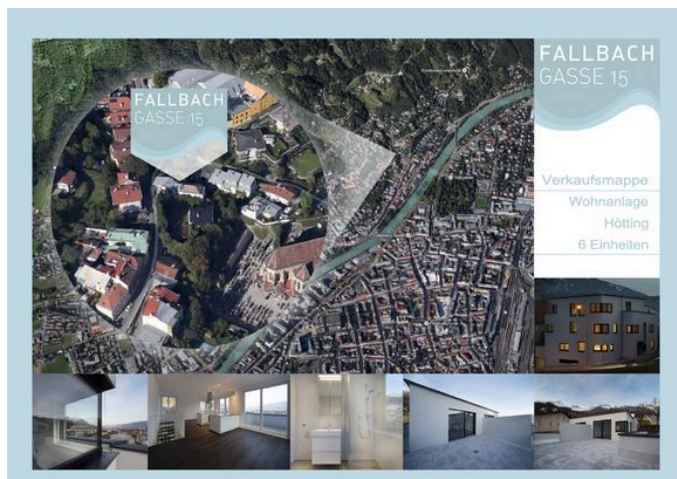 FALLBACH
GASSE 15
FALLBACH
GASSE 15
Verkaufsmappe
Wohnanlage
Hötting
6 Einheiten